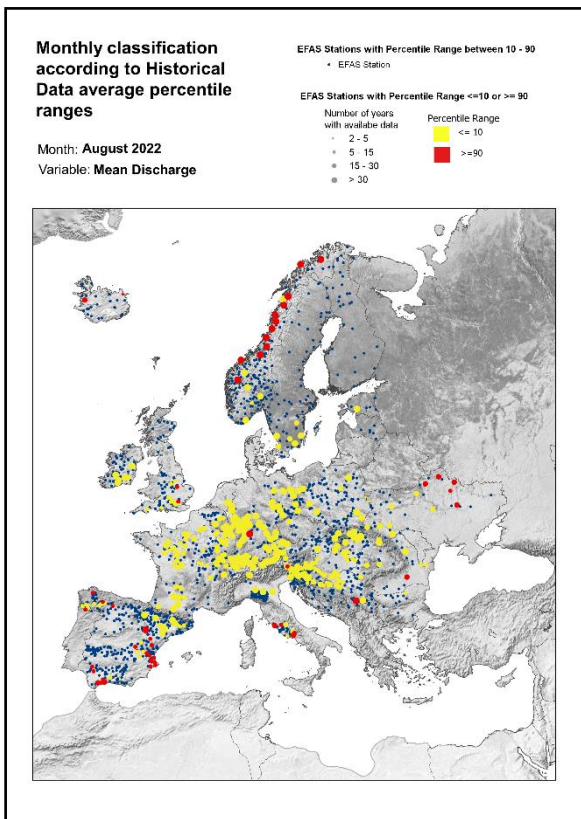 Monthly classification
according to Historical
Data average percentile
ranges
Month: August 2022
Variable: Mean Discharge
EFAS Stations with Percentile Range between 10 - 90
EFAS Station
EFAS Stations with Percentile Range <=10 or >= 90
Number of years
with availabe data
2 - 5
5 - 15
15 - 30
> 30
Percentile Range
<= 10
>=90